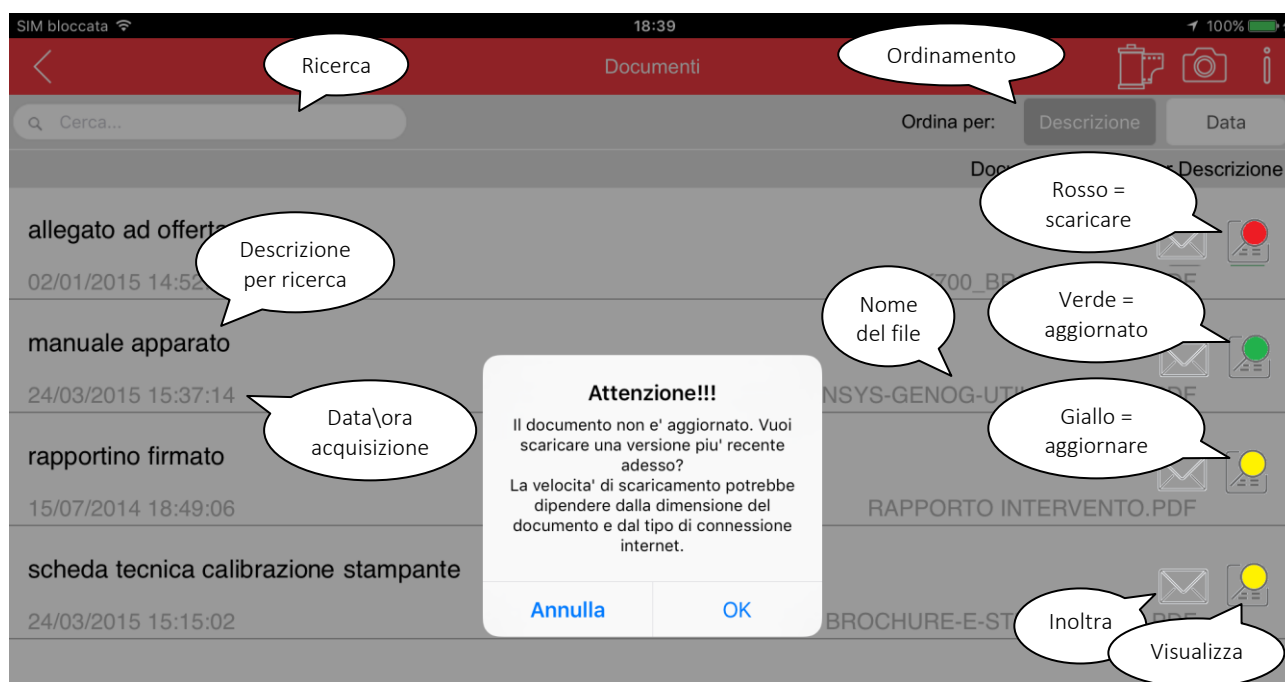 SIM bloccata 18:39 100%
Ricerca
Documenti
Ordinamento
Cerca...
Ordina per: Descrizione Data
Descrizione
Rosso =
scaricare
allegato ad offerta
Descrizione
per ricerca
02/01/2015 14:52
Nome
del file
Verde =
aggiornato
manuale apparato
24/03/2015 15:37:14
Data\ora
acquisizione
Giallo =
aggiornare
rapportino firmato
15/07/2014 18:49:06
RAPPORTO INTERVENTO.PDF
scheda tecnica calibrazione stampante
24/03/2015 15:15:02
BROCHURE-E-ST
Inoltra
Visualizza
Attenzione!!!
Il documento non e' aggiornato. Vuoi
scaricare una versione piu' recente
adesso?
La velocita' di scaricamento potrebbe
dipendere dalla dimensione del
documento e dal tipo di connessione
internet.
Annulla OK